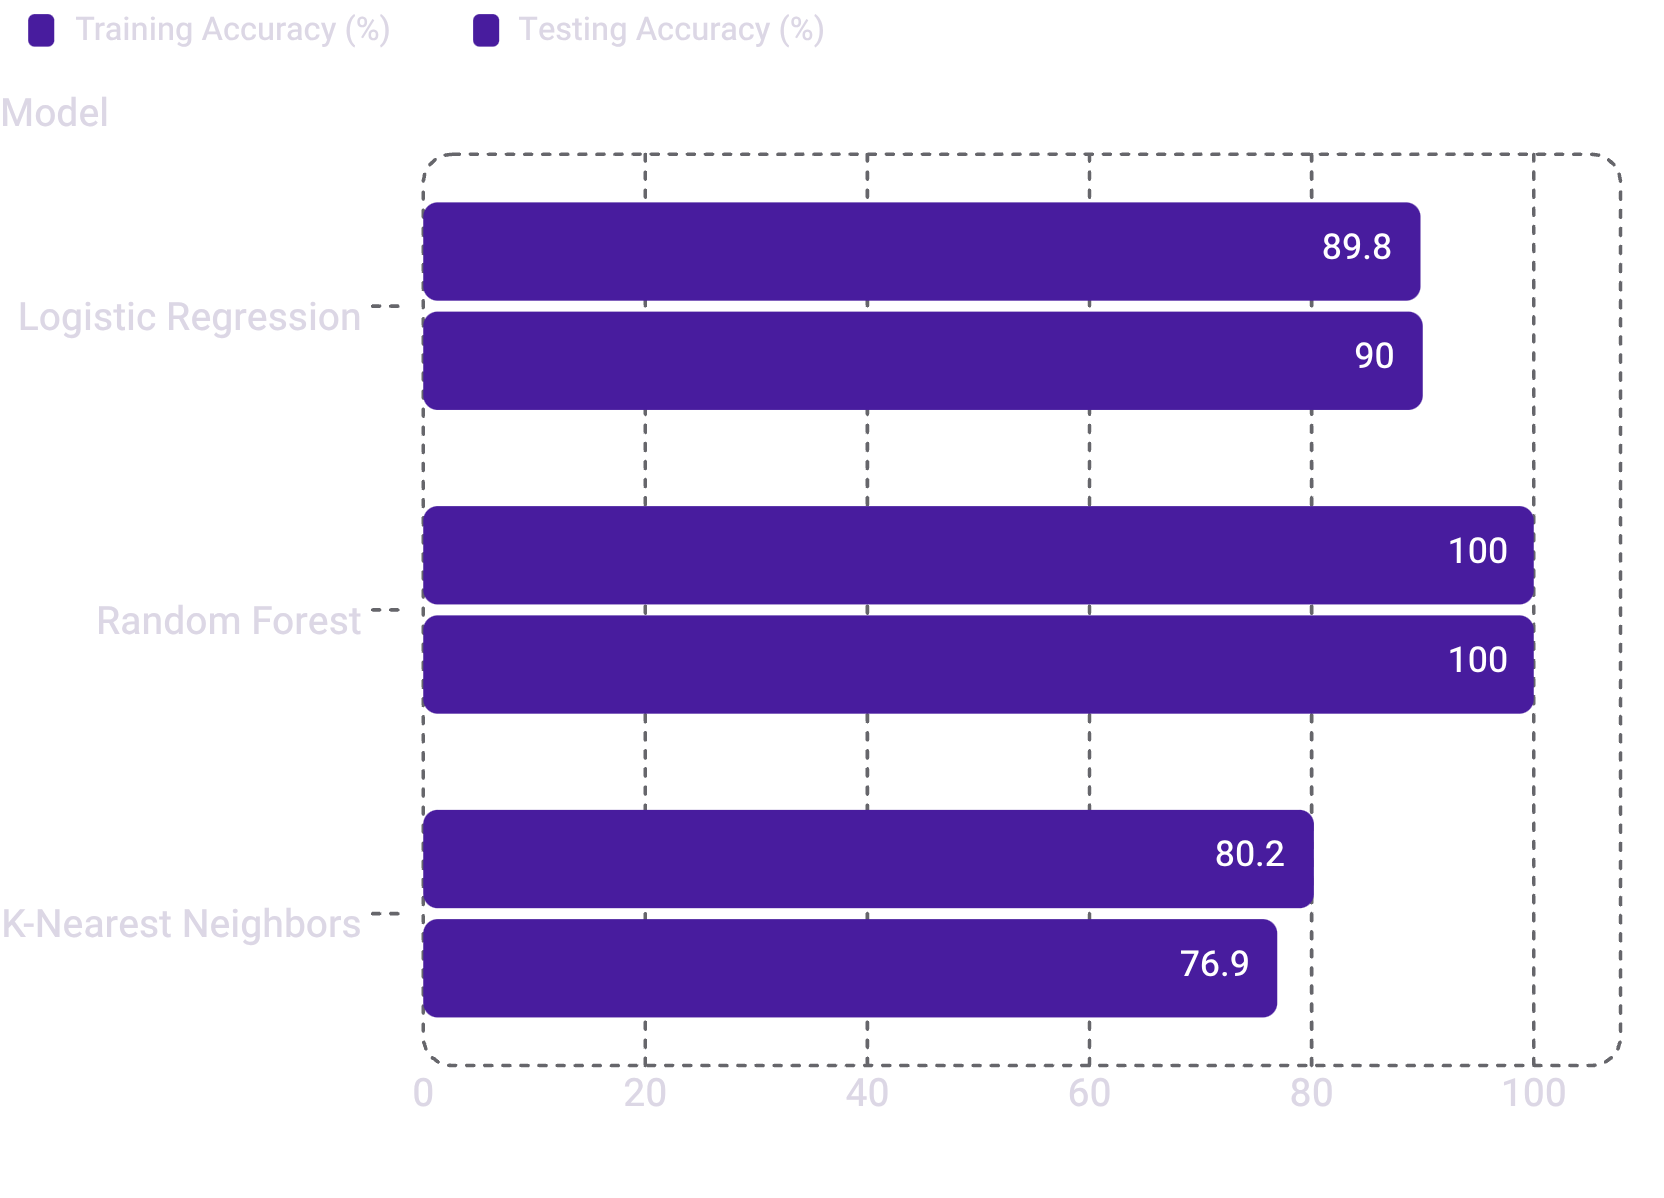 Training Accuracy (%) Testing Accuracy (%)
Model
89.8
Logistic Regression
90
100
Random Forest
100
80.2
K-Nearest Neighbors
76.9
0 20 40 60 80 100